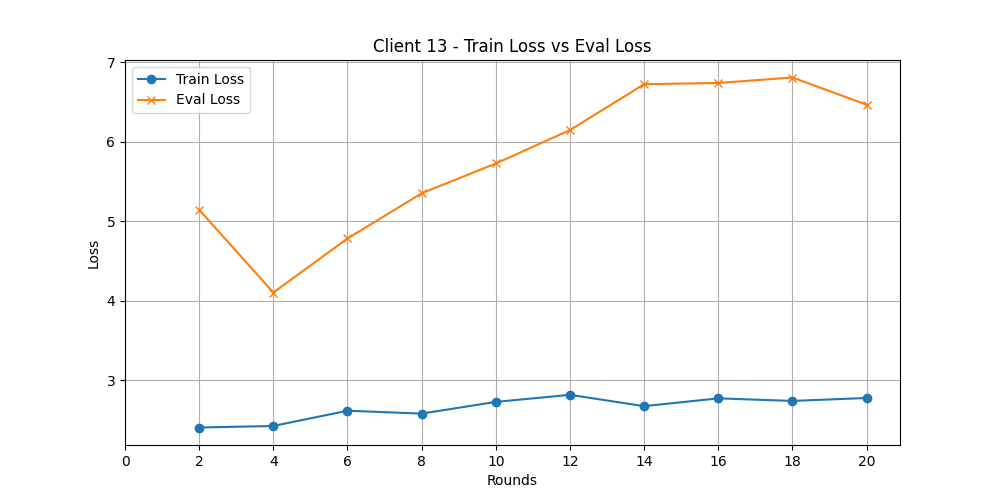 Client 13 - Train Loss vs Eval Loss
Train Loss
Eval Loss
7
6
5
4
3
Loss
0 2 4 6 8 10 12 14 16 18 20
Rounds